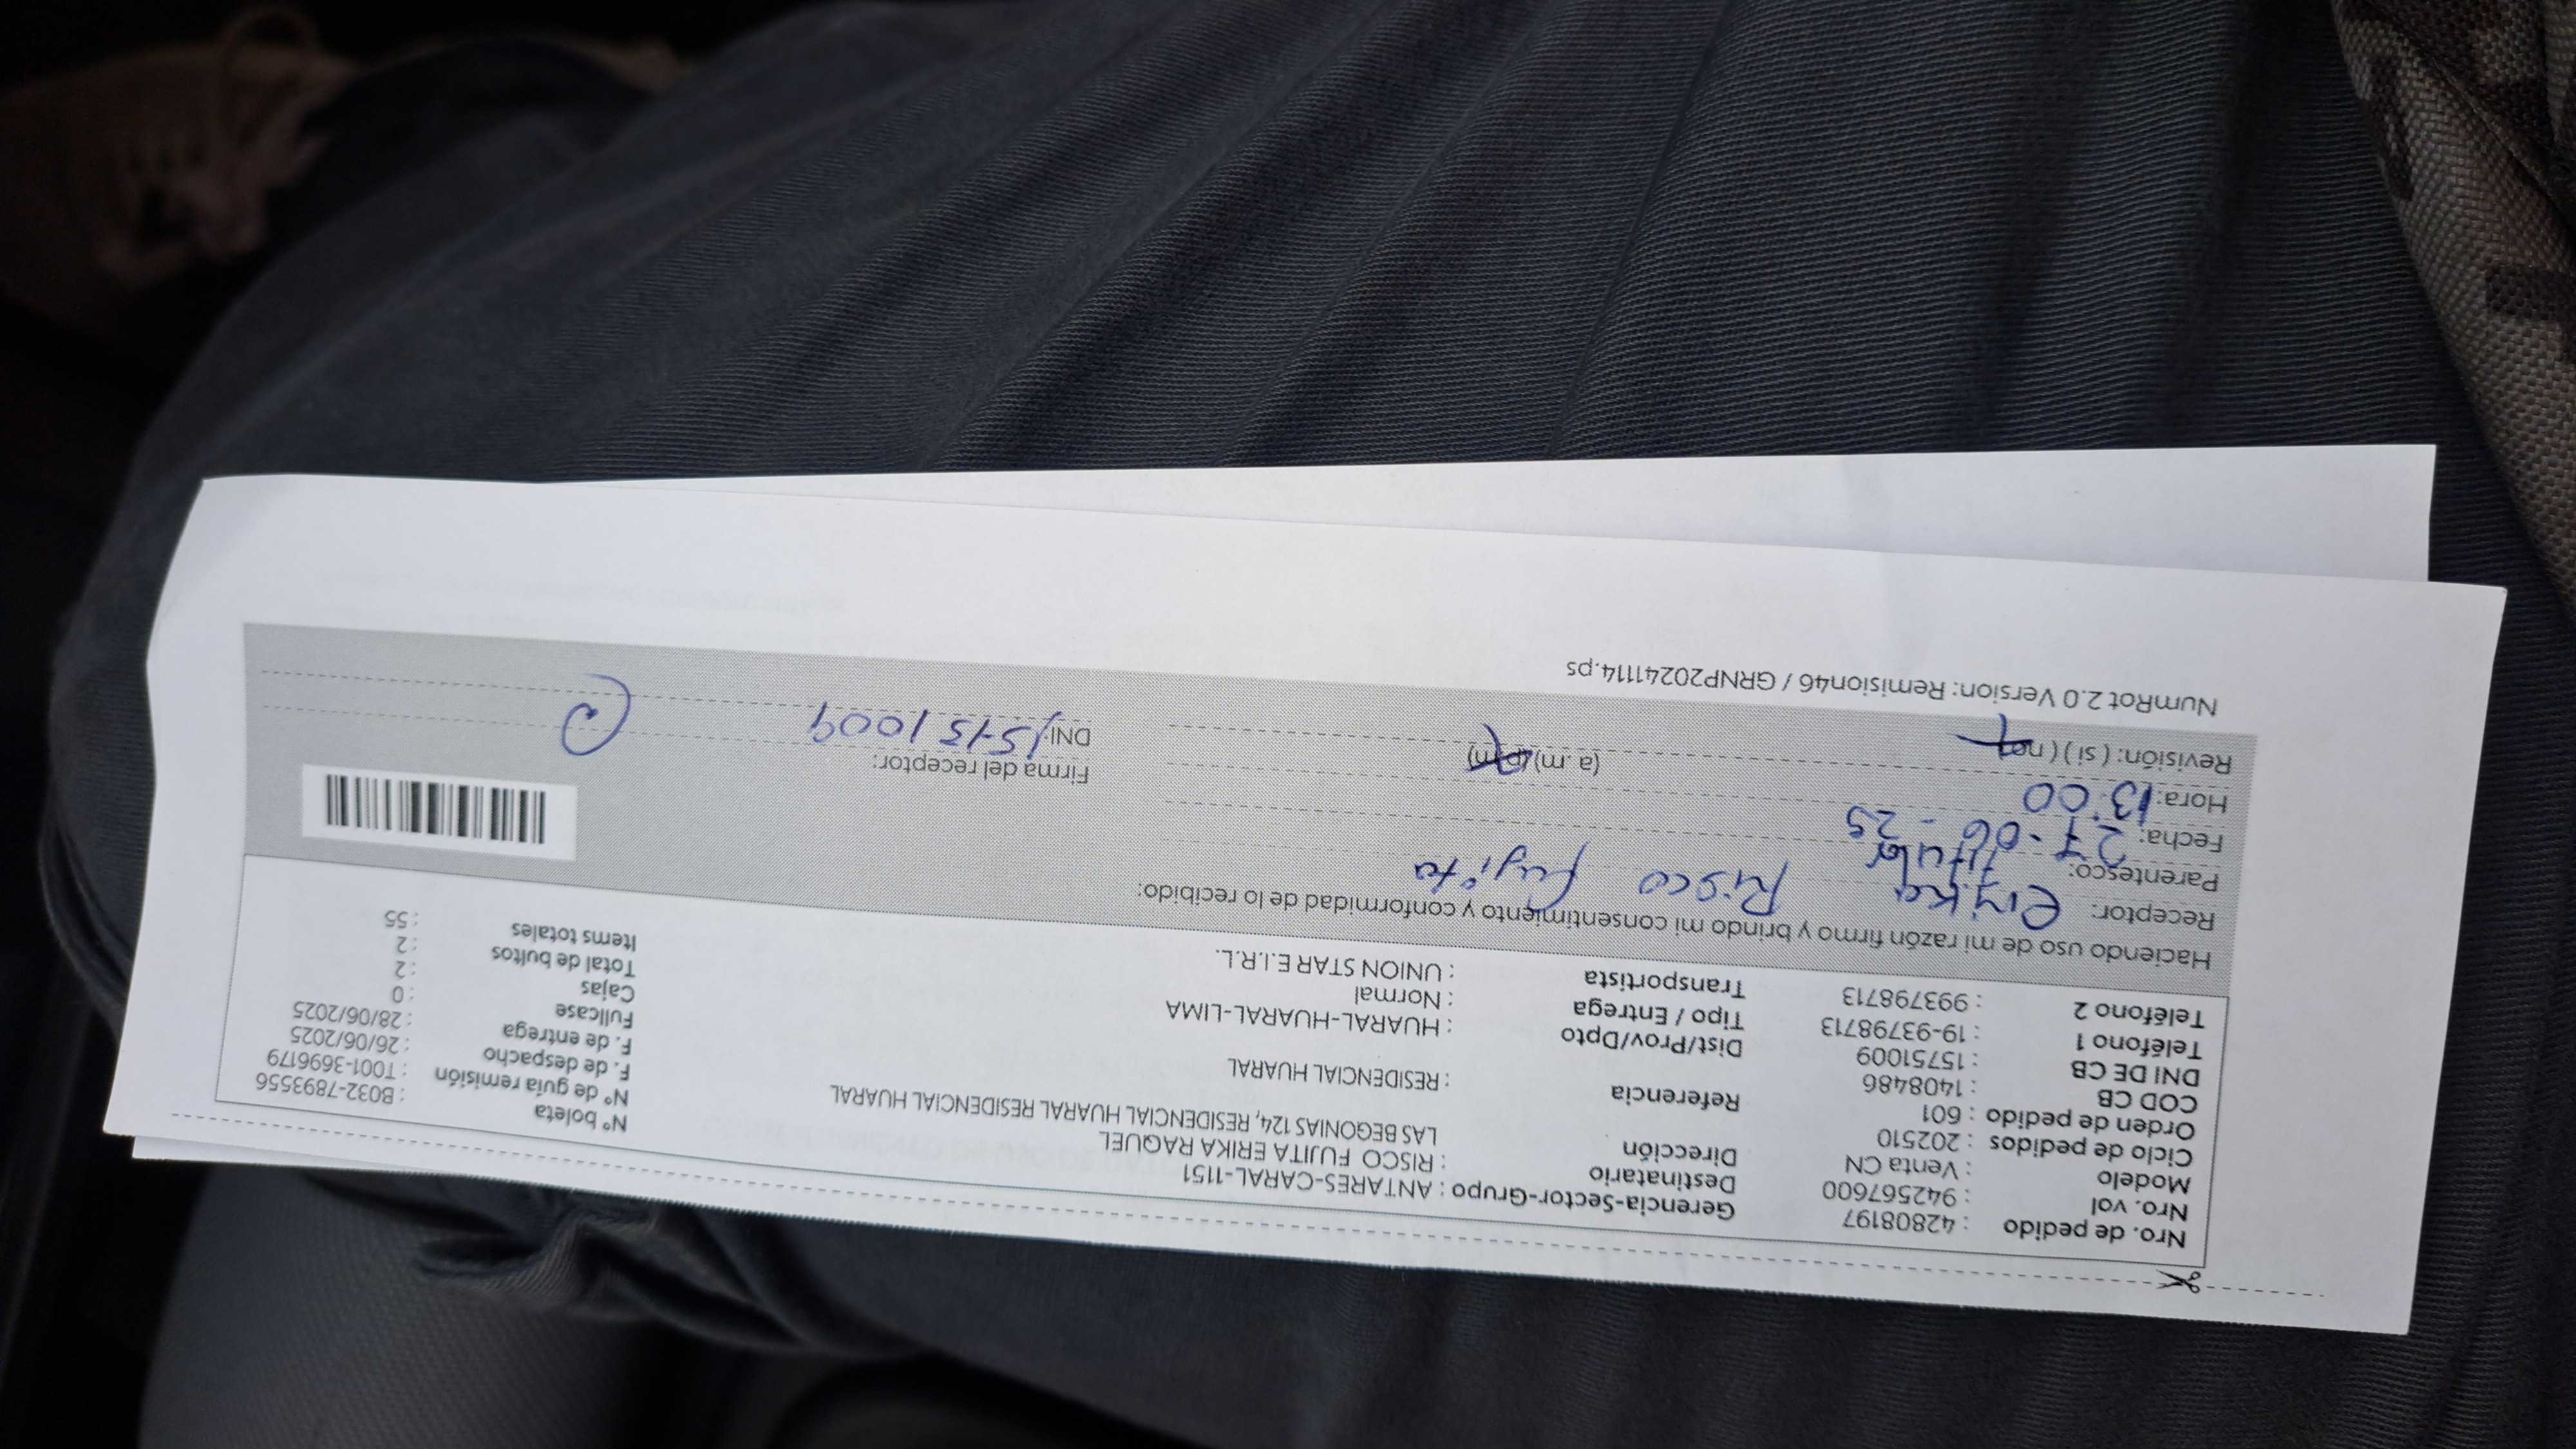 Nro. de pedido : 42808197
Nro. vol : 942567600
Modelo : Venta CN
Ciclo de pedidos : 202510
Orden de pedido : 601
COD CB : 1408486
DNI DE CB : 15751009
Teléfono 1 : 19-93798713
Teléfono 2 : 993798713
Gerencia-Sector-Grupo : ANTARES-CARAL-1151
Destinatario : RISCO FUJITA ERIKA RAQUEL
Dirección LAS BEGONIAS 124, RESIDENCIAL HUARAL RESIDENCIAL HUARAL
Referencia : RESIDENCIAL HUARAL
Dist/Prov/Dpto : HUARAL-HUARAL-LIMA
Tipo / Entrega : Normal
Transportista : UNION STAR E.I.R.L.
N° boleta : B032-7893556
N° de guía remisión : T001-3696179
F. de despacho : 26/06/2025
F. de entrega : 28/06/2025
Fullcase : 0
Cajas : 2
Total de bultos : 2
Items totales : 55
Haciendo uso de mi razón firmo y brindo mi consentimiento y conformidad de lo recibido:
Receptor: Erika Risco Fujita
Parentesco: Titular
Fecha: 27-06-25
Hora: 13:00 (a.m) (p.m)
Revisión: ( si ) ( no )
Firma del receptor:
DNI: 15751009
NumRot 2.0 Version: Remision46 / GRNP20241114.ps